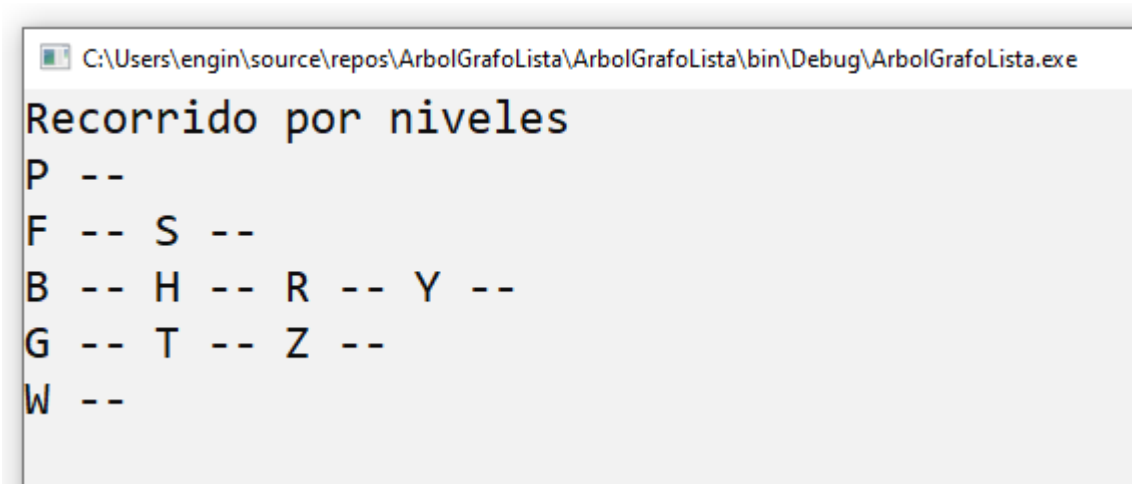 C:\Users\engin\source\repos\ArbolGrafoLista\ArbolGrafoLista\bin\Debug\ArbolGrafoLista.exe
Recorrido por niveles
P --
F -- S --
B -- H -- R -- Y --
G -- T -- Z --
W --